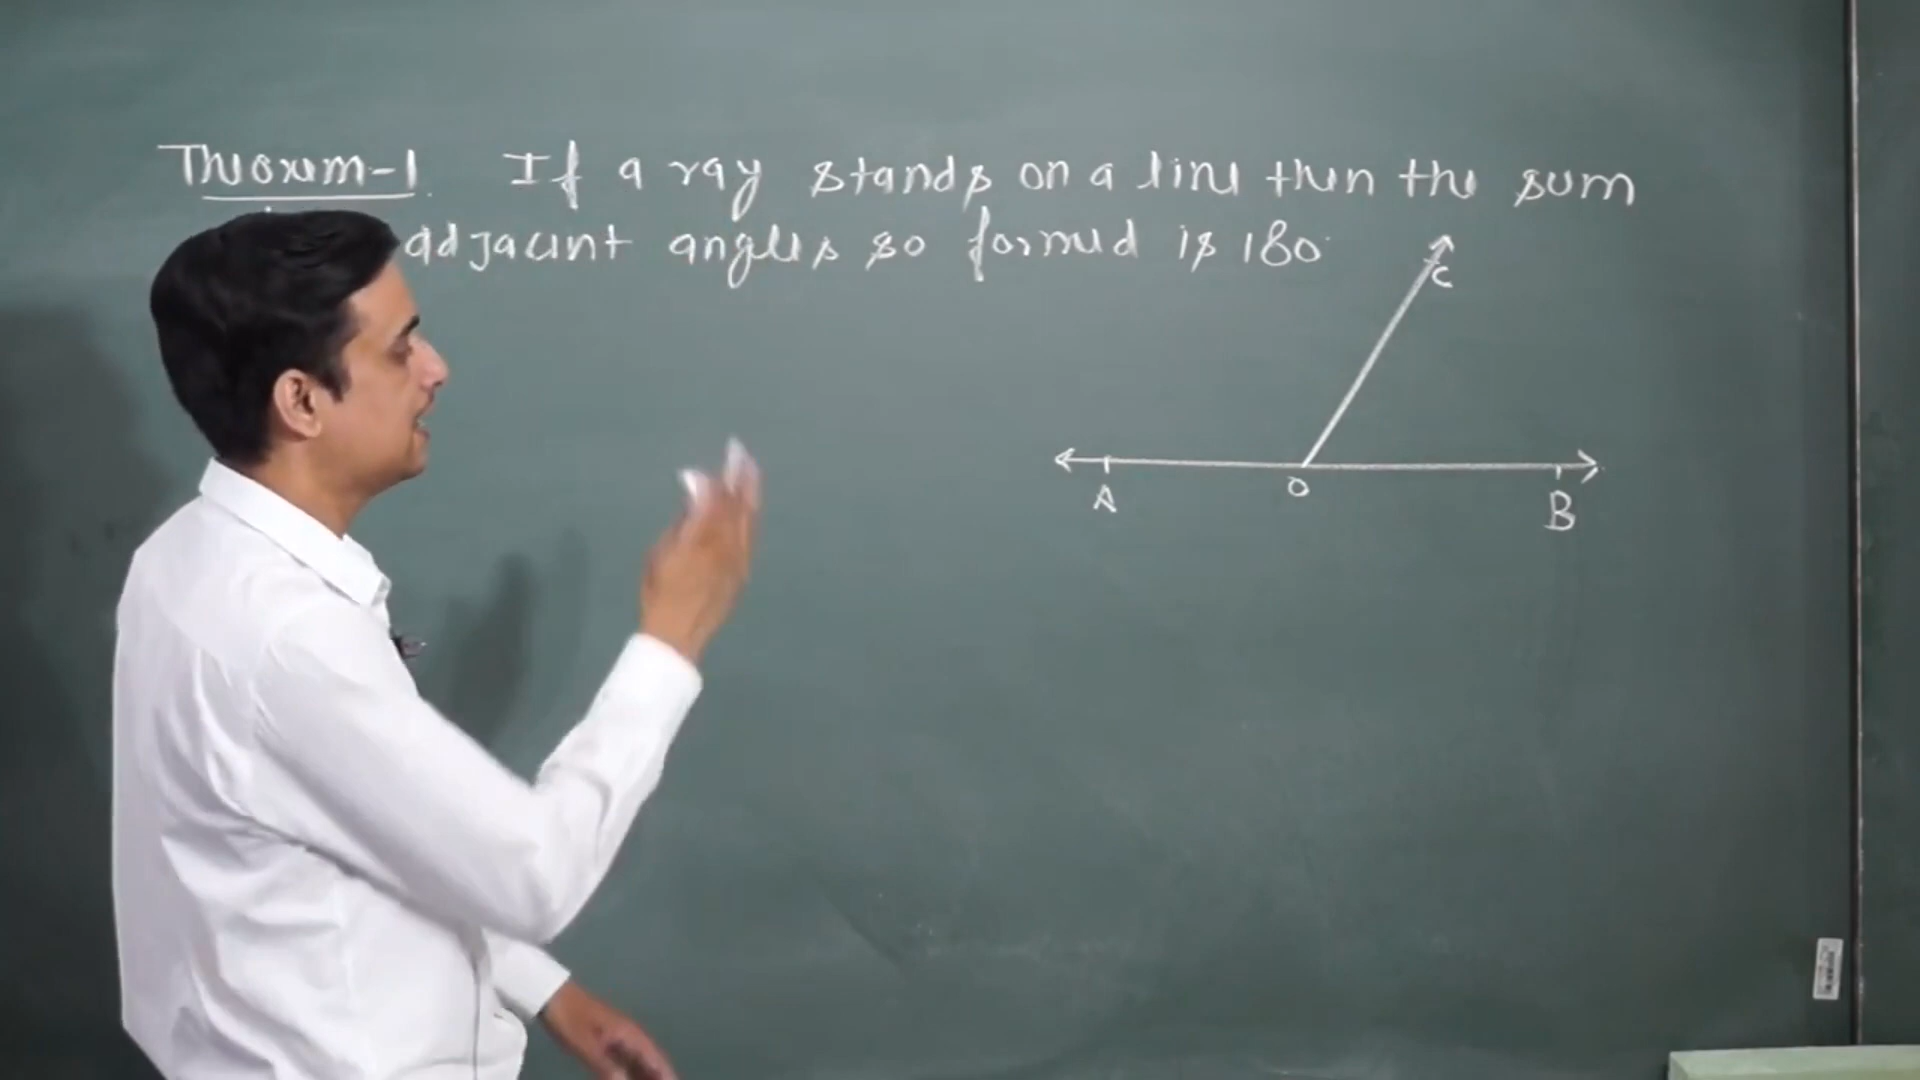 Theorem-1. If a ray stands on a line then the sum
adjacent angles so formed is 180°
C
A
O
B